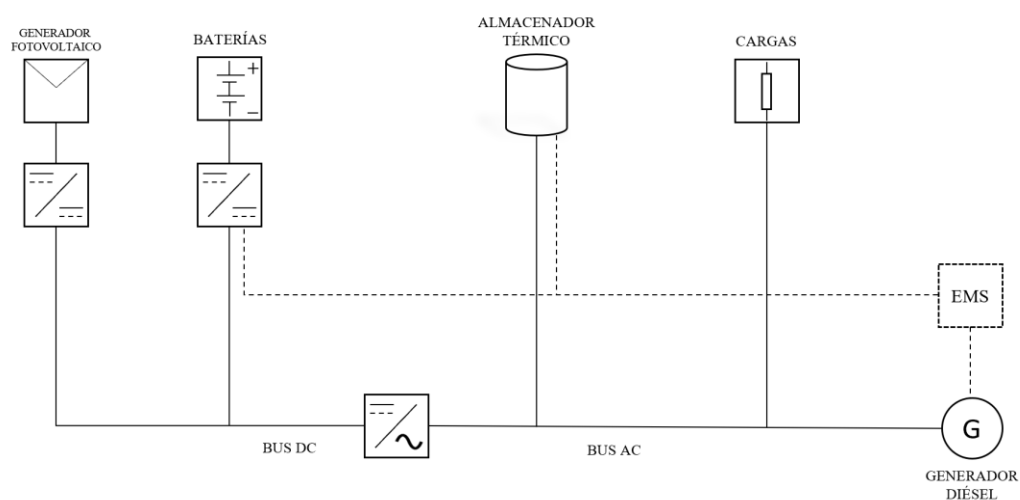 GENERADOR
FOTOVOLTAICO
BATERÍAS
ALMACENADOR
TÉRMICO
CARGAS
+
−
EMS
G
BUS DC
BUS AC
GENERADOR
DIÉSEL